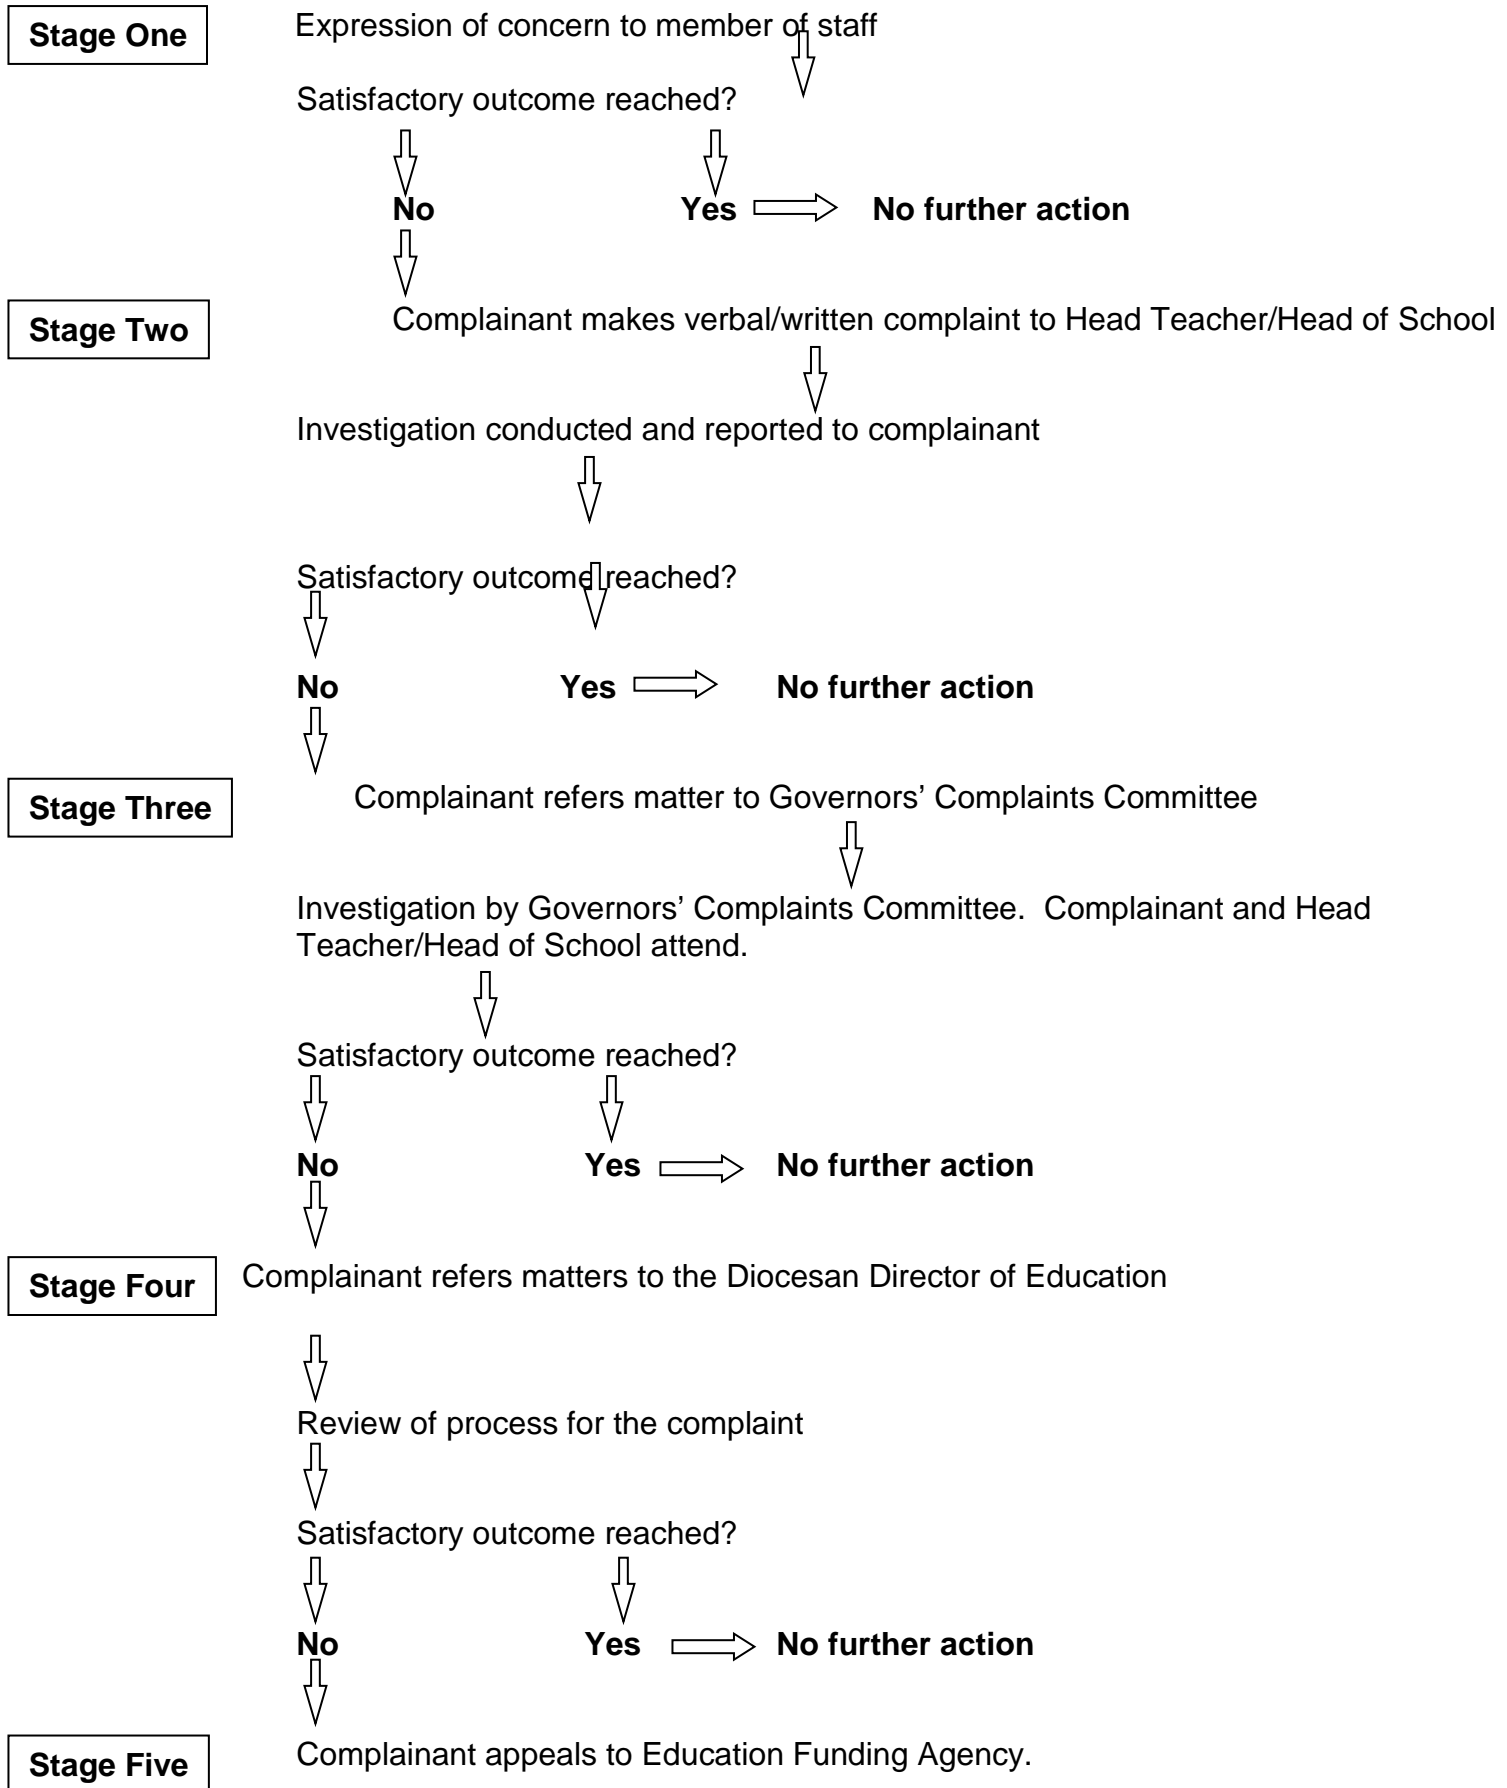 Stage One
Expression of concern to member of staff
Satisfactory outcome reached?
No Yes No further action
Stage Two
Complainant makes verbal/written complaint to Head Teacher/Head of School
Investigation conducted and reported to complainant
Satisfactory outcome reached?
No Yes No further action
Stage Three
Complainant refers matter to Governors’ Complaints Committee
Investigation by Governors’ Complaints Committee.  Complainant and Head
Teacher/Head of School attend.
Satisfactory outcome reached?
No Yes No further action
Stage Four
Complainant refers matters to the Diocesan Director of Education
Review of process for the complaint
Satisfactory outcome reached?
No Yes No further action
Stage Five
Complainant appeals to Education Funding Agency.